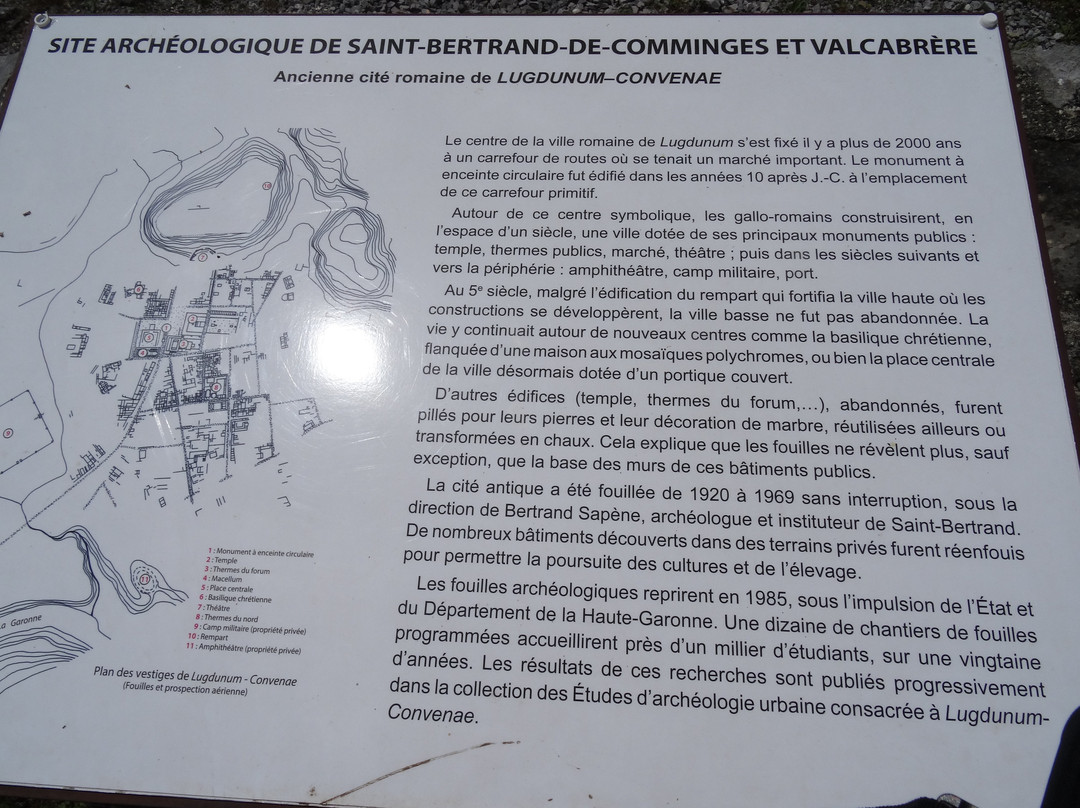 SITE ARCHÉOLOGIQUE DE SAINT-BERTRAND-DE-COMMINGES ET VALCABRÈRE
Ancienne cité romaine de LUGDUNUM–CONVENAE
Le centre de la ville romaine de Lugdunum s'est fixé il y a plus de 2000 ans
à un carrefour de routes où se tenait un marché important. Le monument à
enceinte circulaire fut édifié dans les années 10 après J.-C. à l'emplacement
de ce carrefour primitif.
Autour de ce centre symbolique, les gallo-romains construisirent, en
l'espace d'un siècle, une ville dotée de ses principaux monuments publics :
temple, thermes publics, marché, théâtre ; puis dans les siècles suivants et
vers la périphérie : amphithéâtre, camp militaire, port.
Au 5e siècle, malgré l'édification du rempart qui fortifia la ville haute où les
constructions se développèrent, la ville basse ne fut pas abandonnée. La
vie y continuait autour de nouveaux centres comme la basilique chrétienne,
flanquée d'une maison aux mosaïques polychromes, ou bien la place centrale
de la ville désormais dotée d'un portique couvert.
D'autres édifices (temple, thermes du forum,...), abandonnés, furent
pillés pour leurs pierres et leur décoration de marbre, réutilisées ailleurs ou
transformées en chaux. Cela explique que les fouilles ne révèlent plus, sauf
exception, que la base des murs de ces bâtiments publics.
La cité antique a été fouillée de 1920 à 1969 sans interruption, sous la
direction de Bertrand Sapène, archéologue et instituteur de Saint-Bertrand.
De nombreux bâtiments découverts dans des terrains privés furent réenfouis
pour permettre la poursuite des cultures et de l'élevage.
Les fouilles archéologiques reprirent en 1985, sous l'impulsion de l'État et
du Département de la Haute-Garonne. Une dizaine de chantiers de fouilles
programmées accueillirent près d'un millier d'étudiants, sur une vingtaine
d'années. Les résultats de ces recherches sont publiés progressivement
dans la collection des Études d'archéologie urbaine consacrée à Lugdunum-
Convenae.
10
7
9
11
La Garonne
1 : Monument à enceinte circulaire
2 : Temple
3 : Thermes du forum
4 : Macellum
5 : Place centrale
6 : Basilique chrétienne
7 : Théâtre
8 : Thermes du nord
9 : Camp militaire (propriété privée)
10 : Rempart
11 : Amphithéâtre (propriété privée)
Plan des vestiges de Lugdunum - Convenae
(Fouilles et prospection aérienne)